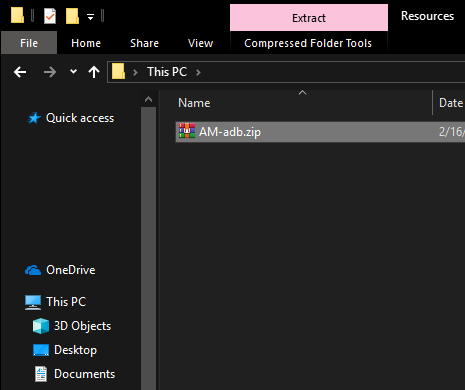 Extract
Resources
File
Home
Share
View
Compressed Folder Tools
This PC
Name
Date
Quick access
AM-adb.zip
2/16/
OneDrive
This PC
3D Objects
Desktop
Documents